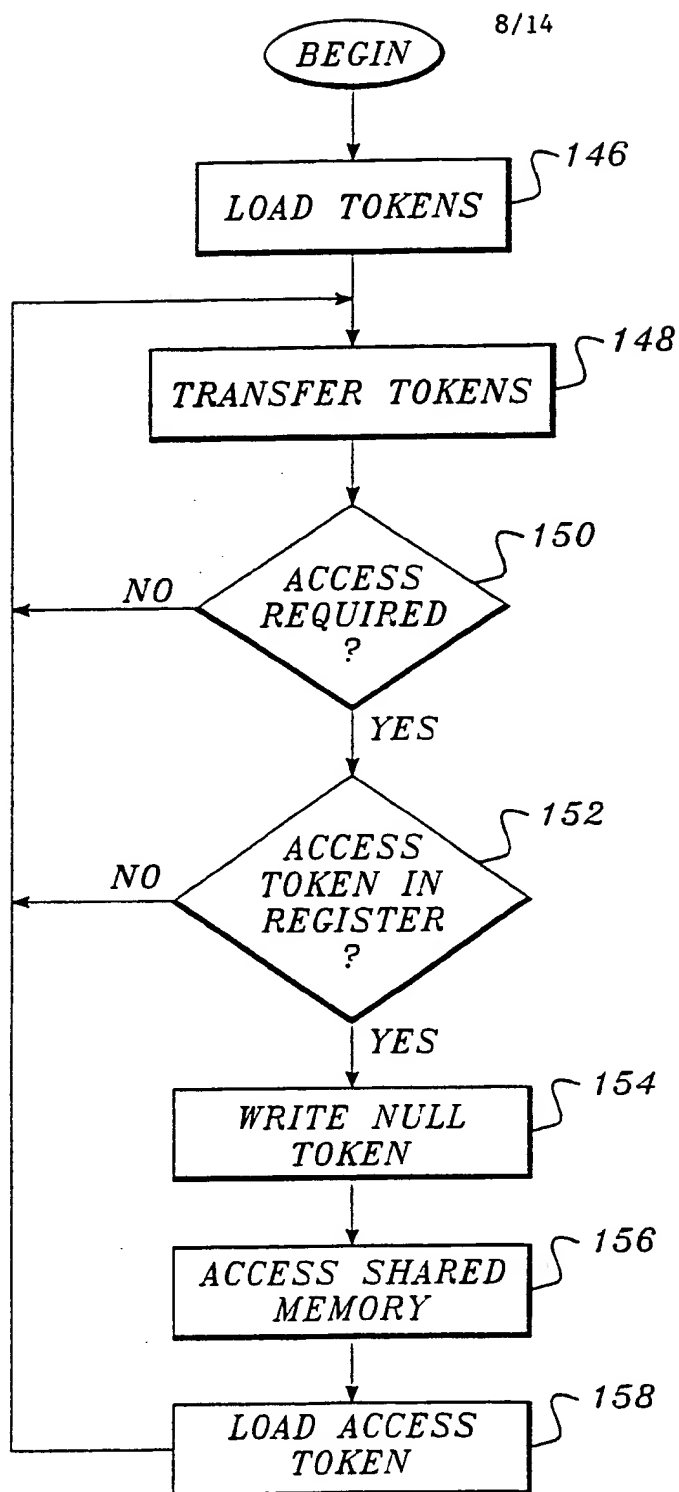 8/14
BEGIN
146
LOAD TOKENS
148
TRANSFER TOKENS
150
ACCESS
REQUIRED
?
NO
YES
152
ACCESS
TOKEN IN
REGISTER
?
NO
YES
154
WRITE NULL
TOKEN
156
ACCESS SHARED
MEMORY
158
LOAD ACCESS
TOKEN